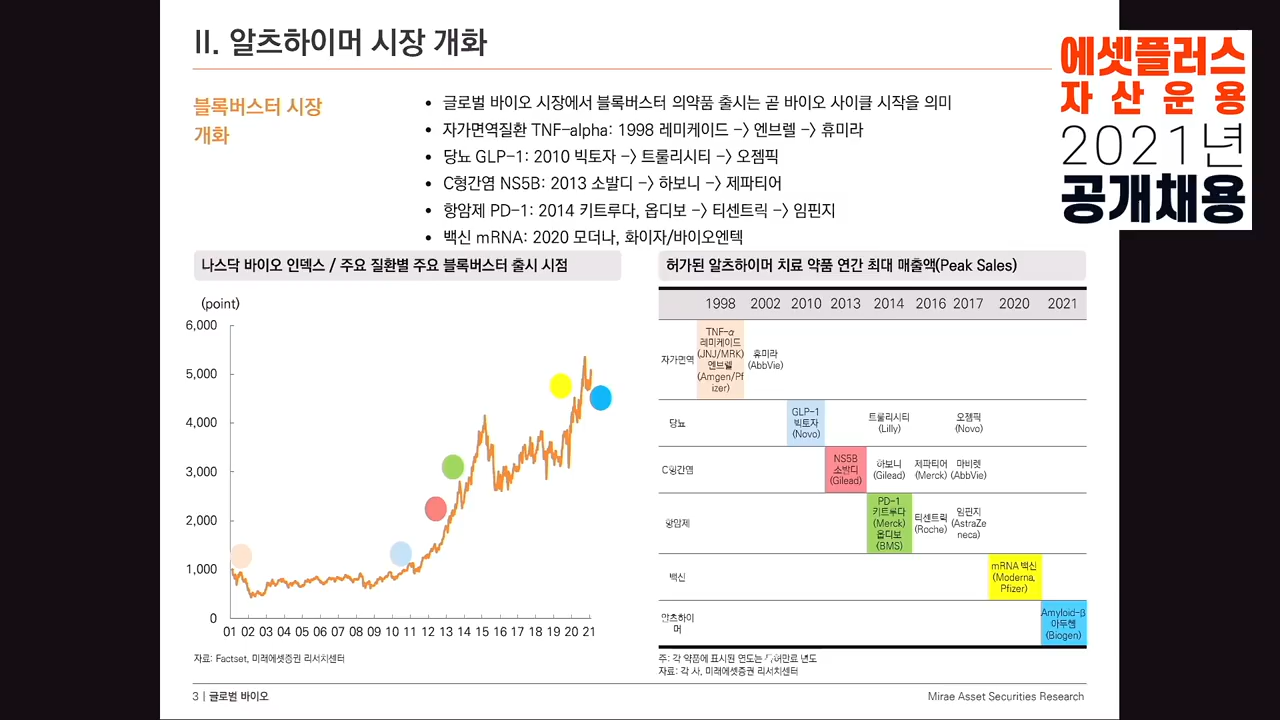 II. 알츠하이머 시장 개화
에셋플러스
자산운용
2021년
공개채용
블록버스터 시장
개화
• 글로벌 바이오 시장에서 블록버스터 의약품 출시는 곧 바이오 사이클 시작을 의미
• 자가면역질환 TNF-alpha: 1998 레미케이드 -> 엔브렐 -> 휴미라
• 당뇨 GLP-1: 2010 빅토자 -> 트룰리시티 -> 오젬픽
• C형간염 NS5B: 2013 소발디 -> 하보니 -> 제파티어
• 항암제 PD-1: 2014 키트루다, 옵디보 -> 티센트릭 -> 임핀지
• 백신 mRNA: 2020 모더나, 화이자/바이오엔텍
나스닥 바이오 인덱스 / 주요 질환별 주요 블록버스터 출시 시점
(point)
6,000
5,000
4,000
3,000
2,000
1,000
0
01 02 03 04 05 06 07 08 09 10 11 12 13 14 15 16 17 18 19 20 21
자료: Factset, 미래에셋증권 리서치센터
허가된 알츠하이머 치료 약품 연간 최대 매출액(Peak Sales)
1998 2002 2010 2013 2014 2016 2017 2020 2021
자가면역
TNF-α
레미케이드
(JNJ/MRK)
엔브렐
(Amgen/Pf
izer)
휴미라
(AbbVie)
당뇨
GLP-1
빅토자
(Novo)
트룰리시티
(Lilly)
오젬픽
(Novo)
C형간염
NS5B
소발디
(Gilead)
하보니
(Gilead)
제파티어
(Merck)
마비렛
(AbbVie)
항암제
PD-1
키트루다
(Merck)
옵디보
(BMS)
티센트릭
(Roche)
임핀지
(AstraZe
neca)
백신
mRNA 백신
(Moderna,
Pfizer)
알츠하이
머
Amyloid-β
아두헬
(Biogen)
주: 각 약품에 표시된 연도는 특허만료 년도
자료: 각 사, 미래에셋증권 리서치센터
3 | 글로벌 바이오
Mirae Asset Securities Research